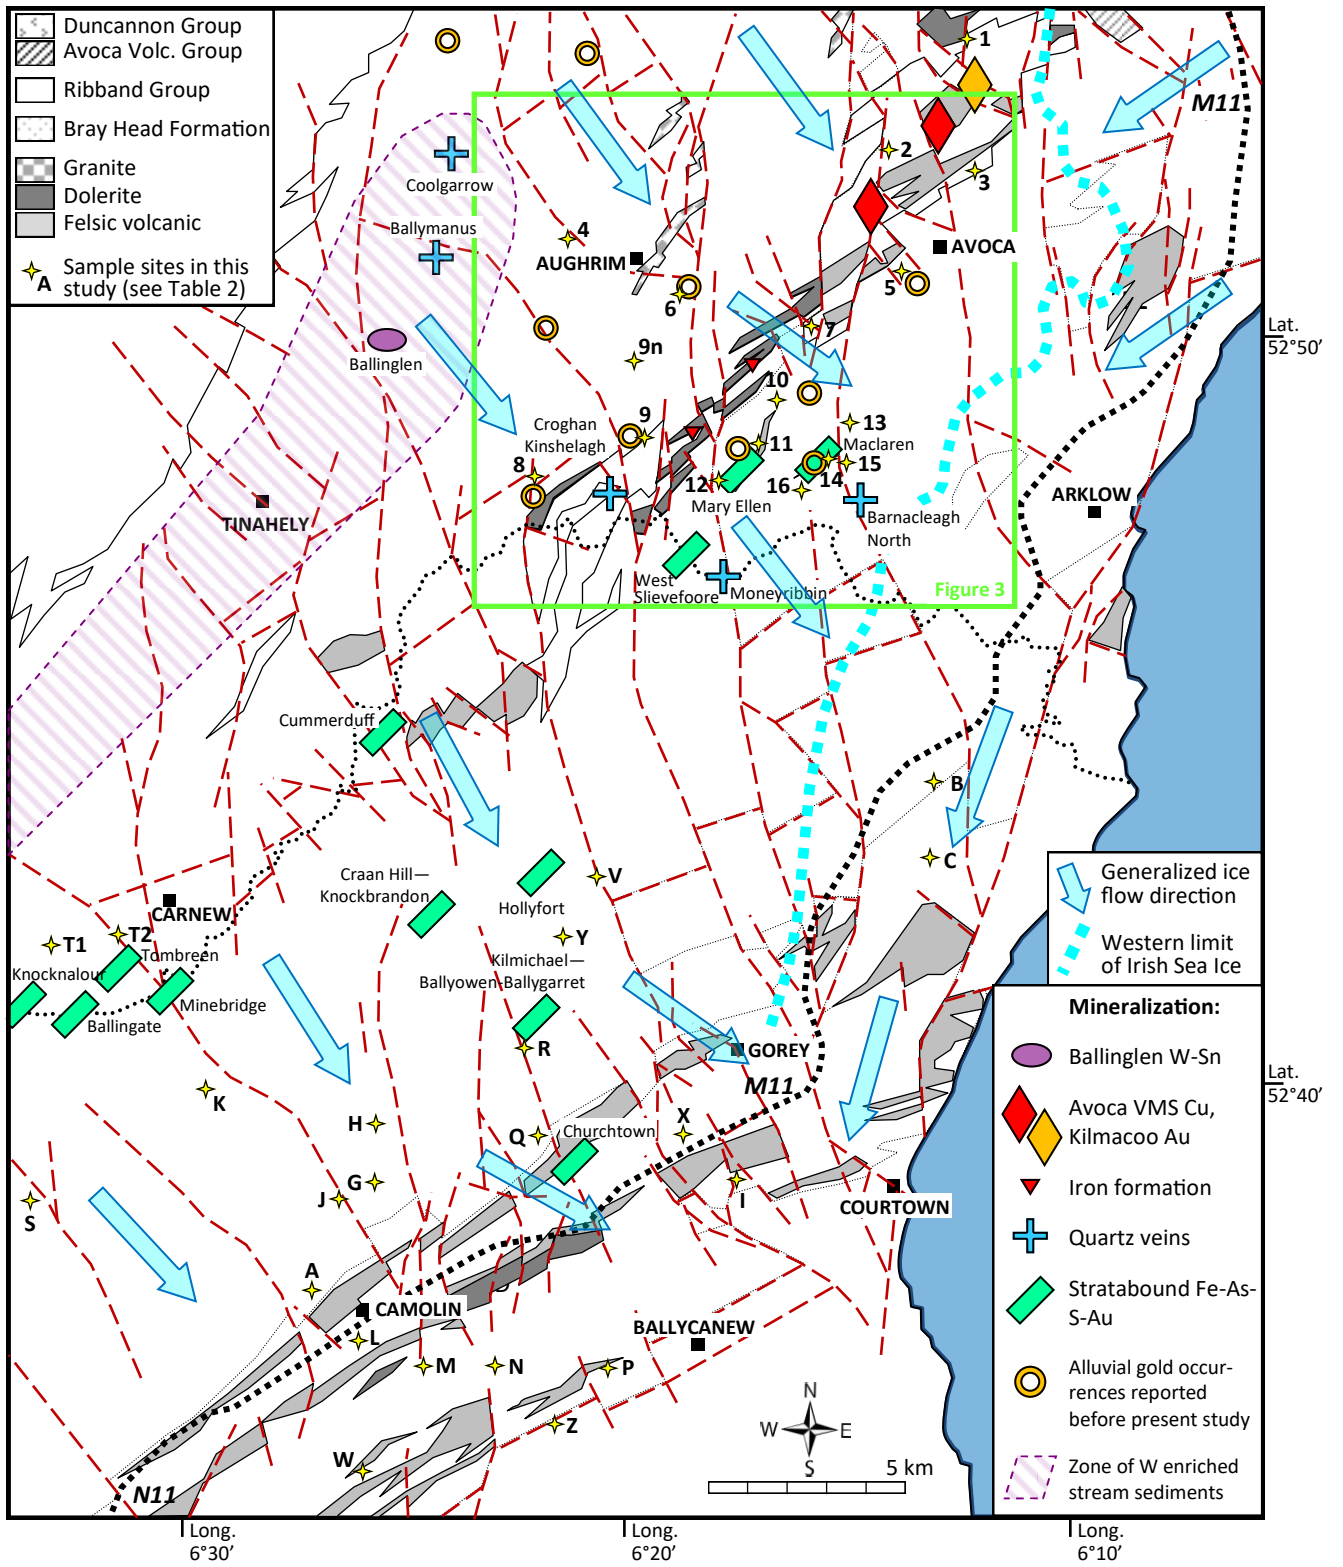 Duncannon Group
Avoca Volc. Group
Ribband Group
Bray Head Formation
Granite
Dolerite
Felsic volcanic
A
Sample sites in this
study (see Table 2)
1
M11
Coolgarrow
2
3
Ballymanus
4
AUGHRIM
AVOCA
5
6
7
Lat.
52°50'
Ballinglen
9n
10
Croghan
Kinshelagh
9
13
Maclaren
11
8
12
14
15
16
Mary Ellen
ARKLOW
TINAHELY
Barnacleagh
North
West
Slievefoore
Moneyribbin
Figure 3
Cummerduff
B
C
Craan Hill—
Knockbrandon
V
Hollyfort
CARNEW
T1
T2
Tombreen
Y
Kilmichael—
Ballyowen-Ballygarret
Knocknalour
Minebridge
Ballingate
R
GOREY
M11
K
H
Q
Churchtown
X
G
J
I
S
COURTOWN
A
CAMOLIN
L
BALLYCANEW
M
N
P
Z
W
N11
N
W
E
S
5 km
Generalized ice
flow direction
Western limit
of Irish Sea Ice
Mineralization:
Ballinglen W-Sn
Lat.
52°40'
Avoca VMS Cu,
Kilmacoo Au
Iron formation
Quartz veins
Stratabound Fe-As-
S-Au
Alluvial gold occur-
rences reported
before present study
Zone of W enriched
stream sediments
Long.
6°30'
Long.
6°20'
Long.
6°10'